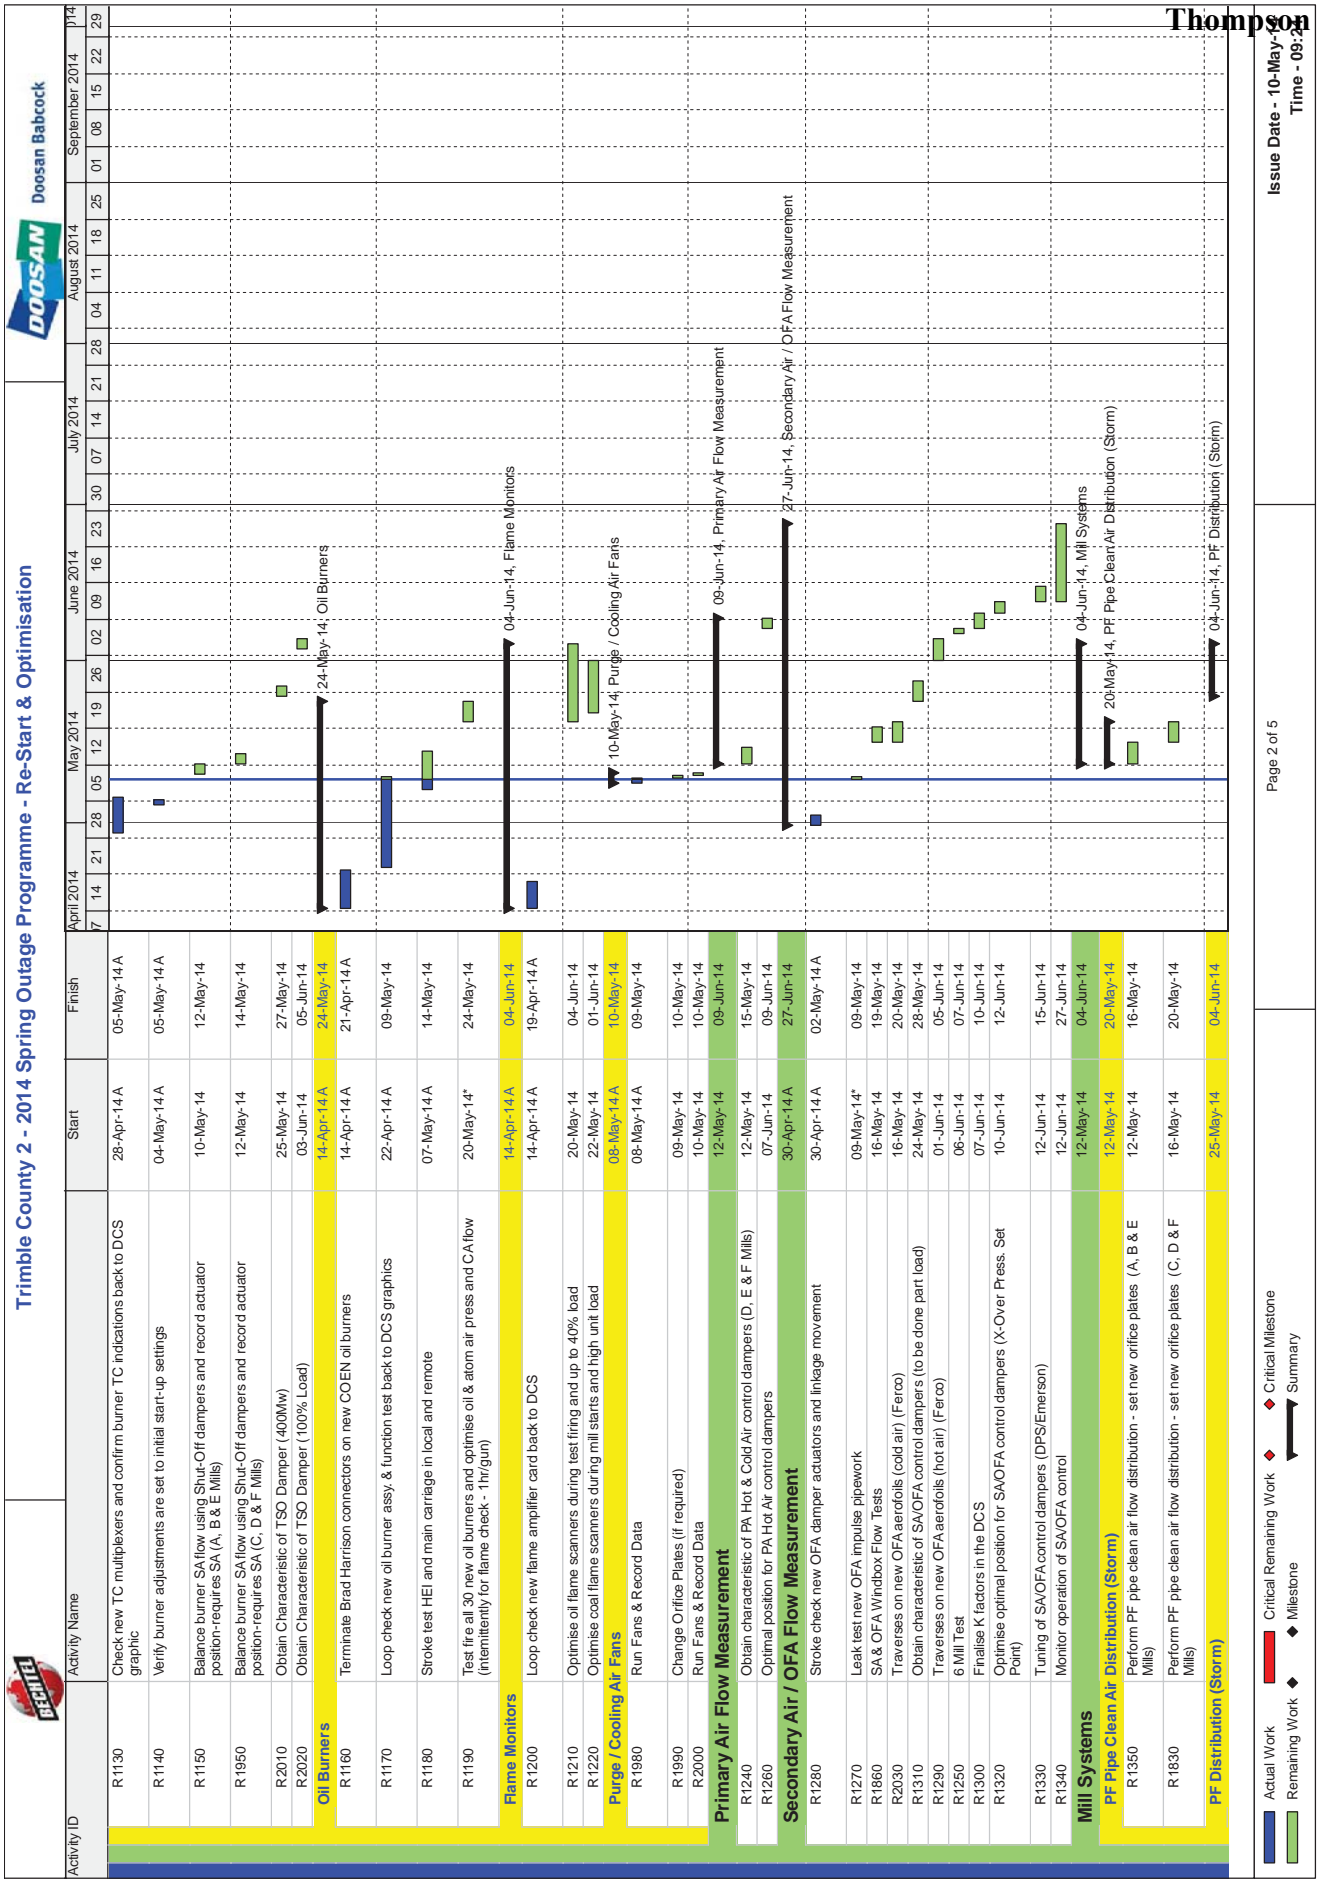 Thompson
BECHTEL
Trimble County 2 - 2014 Spring Outage Programme - Re-Start & Optimisation
DOOSAN Doosan Babcock
Activity ID Activity Name Start Finish April 2014 May 2014 June 2014 July 2014 August 2014 September 2014 014
7 14 21 28 05 12 19 26 02 09 16 23 30 07 14 21 28 04 11 18 25 01 08 15 22 29
R1130 Check new TC multiplexers and confirm burner TC indications back to DCS 28-Apr-14 A 05-May-14 A
graphic
R1140 Verify burner adjustments are set to initial start-up settings 04-May-14 A 05-May-14 A
R1150 Balance burner SA flow using Shut-Off dampers and record actuator 10-May-14 12-May-14
position-requires SA (A, B & E Mills)
R1950 Balance burner SA flow using Shut-Off dampers and record actuator 12-May-14 14-May-14
position-requires SA (C, D & F Mills)
R2010 Obtain Characteristic of TSO Damper (400Mw) 25-May-14 27-May-14
R2020 Obtain Characteristic of TSO Damper (100% Load) 03-Jun-14 05-Jun-14
Oil Burners 14-Apr-14 A 24-May-14 24-May-14, Oil Burners
R1160 Terminate Brad Harrison connectors on new COEN oil burners 14-Apr-14 A 21-Apr-14 A
R1170 Loop check new oil burner assy. & function test back to DCS graphics 22-Apr-14 A 09-May-14
R1180 Stroke test HEI and main carriage in local and remote 07-May-14 A 14-May-14
R1190 Test fire all 30 new oil burners and optimise oil & atom air press and CA flow 20-May-14* 24-May-14
(intemittently for flame check - 1hr/gun)
Flame Monitors 14-Apr-14 A 04-Jun-14 04-Jun-14, Flame Monitors
R1200 Loop check new flame amplifier card back to DCS 14-Apr-14 A 19-Apr-14 A
R1210 Optimise oil flame scanners during test firing and up to 40% load 20-May-14 04-Jun-14
R1220 Optimise coal flame scanners during mill starts and high unit load 22-May-14 01-Jun-14
Purge / Cooling Air Fans 08-May-14 A 10-May-14 10-May-14, Purge / Cooling Air Fans
R1980 Run Fans & Record Data 08-May-14 A 09-May-14
R1990 Change Orifice Plates (if required) 09-May-14 10-May-14
R2000 Run Fans & Record Data 10-May-14 10-May-14
Primary Air Flow Measurement 12-May-14 09-Jun-14 09-Jun-14, Primary Air Flow Measurement
R1240 Obtain characteristic of PA Hot & Cold Air control dampers (D, E & F Mills) 12-May-14 15-May-14
R1260 Optimal position for PA Hot Air control dampers 07-Jun-14 09-Jun-14
Secondary Air / OFA Flow Measurement 30-Apr-14 A 27-Jun-14 27-Jun-14, Secondary Air / OFA Flow Measurement
R1280 Stroke check new OFA damper actuators and linkage movement 30-Apr-14 A 02-May-14 A
R1270 Leak test new OFA impulse pipework 09-May-14* 09-May-14
R1860 SA & OFA Windbox Flow Tests 16-May-14 19-May-14
R2030 Traverses on new OFA aerofoils (cold air) (Ferco) 16-May-14 20-May-14
R1310 Obtain characteristic of SA/OFA control dampers (to be done part load) 24-May-14 28-May-14
R1290 Traverses on new OFA aerofoils (hot air) (Ferco) 01-Jun-14 05-Jun-14
R1250 6 Mill Test 06-Jun-14 07-Jun-14
R1300 Finalise K factors in the DCS 07-Jun-14 10-Jun-14
R1320 Optimise optimal position for SA/OFA control dampers (X-Over Press. Set 10-Jun-14 12-Jun-14
Point)
R1330 Tuning of SA/OFA control dampers (DPS/Emerson) 12-Jun-14 15-Jun-14
R1340 Monitor operation of SA/OFA control 12-Jun-14 27-Jun-14
Mill Systems 12-May-14 04-Jun-14 04-Jun-14, Mill Systems
PF Pipe Clean Air Distribution (Storm) 12-May-14 20-May-14 20-May-14, PF Pipe Clean Air Distribution (Storm)
R1350 Perform PF pipe clean air flow distribution - set new orifice plates (A, B & E 12-May-14 16-May-14
Mills)
R1830 Perform PF pipe clean air flow distribution - set new orifice plates (C, D & F 16-May-14 20-May-14
Mills)
PF Distribution (Storm) 25-May-14 04-Jun-14 04-Jun-14, PF Distribution (Storm)
Actual Work Critical Remaining Work Critical Milestone
Remaining Work Milestone Summary
Page 2 of 5
Issue Date - 10-May-
Time - 09: